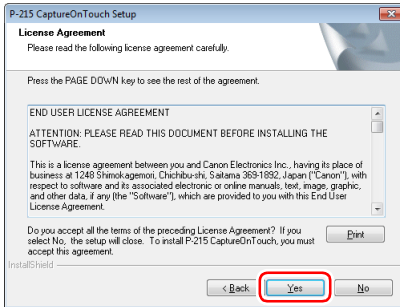 P-215 CaptureOnTouch Setup
License Agreement
Please read the following license agreement carefully.
Press the PAGE DOWN key to see the rest of the agreement.
END USER LICENSE AGREEMENT
ATTENTION: PLEASE READ THIS DOCUMENT BEFORE INSTALLING THE
SOFTWARE.
This is a license agreement between you and Canon Electronics Inc., having its place of
business at 1248 Shimokagemori, Chichibu-shi, Saitama 369-1892, Japan ("Canon"), with
respect to software and its associated electronic or online manuals, text, image, graphic,
and other data, if any (the "Software"), which are provided to you with this End User
License Agreement.
Do you accept all the terms of the preceding License Agreement? If you
select No, the setup will close. To install P-215 CaptureOnTouch, you must
accept this agreement.
Print
InstallShield
< Back
Yes
No